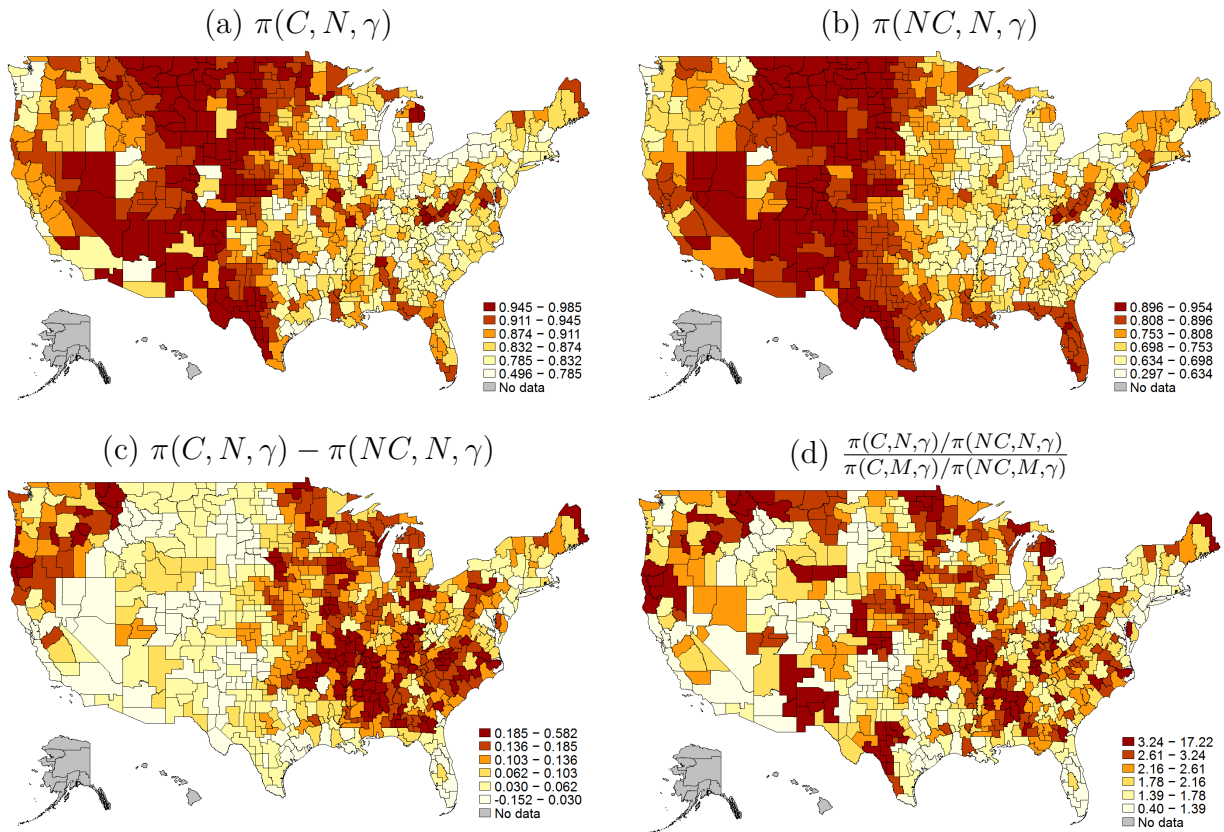 (a) π(C, N, γ)
0.945 − 0.985
0.911 − 0.945
0.874 − 0.911
0.832 − 0.874
0.785 − 0.832
0.496 − 0.785
No data
(b) π(NC, N, γ)
0.896 − 0.954
0.808 − 0.896
0.753 − 0.808
0.698 − 0.753
0.634 − 0.698
0.297 − 0.634
No data
(c) π(C, N, γ) − π(NC, N, γ)
0.185 − 0.582
0.136 − 0.185
0.103 − 0.136
0.062 − 0.103
0.030 − 0.062
-0.152 − 0.030
No data
(d) π(C,N,γ)/π(NC,N,γ)
π(C,M,γ)/π(NC,M,γ)
3.24 − 17.22
2.61 − 3.24
2.16 − 2.61
1.78 − 2.16
1.39 − 1.78
0.40 − 1.39
No data